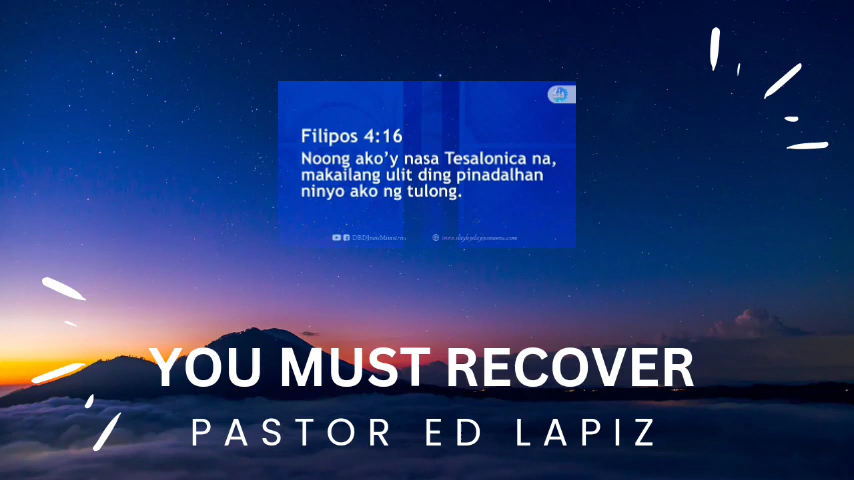 Filipos 4:16
Noong ako'y nasa Tesalonica na,
makailang ulit ding pinadalhan
ninyo ako ng tulong.
YOU MUST RECOVER
PASTOR ED LAPIZ